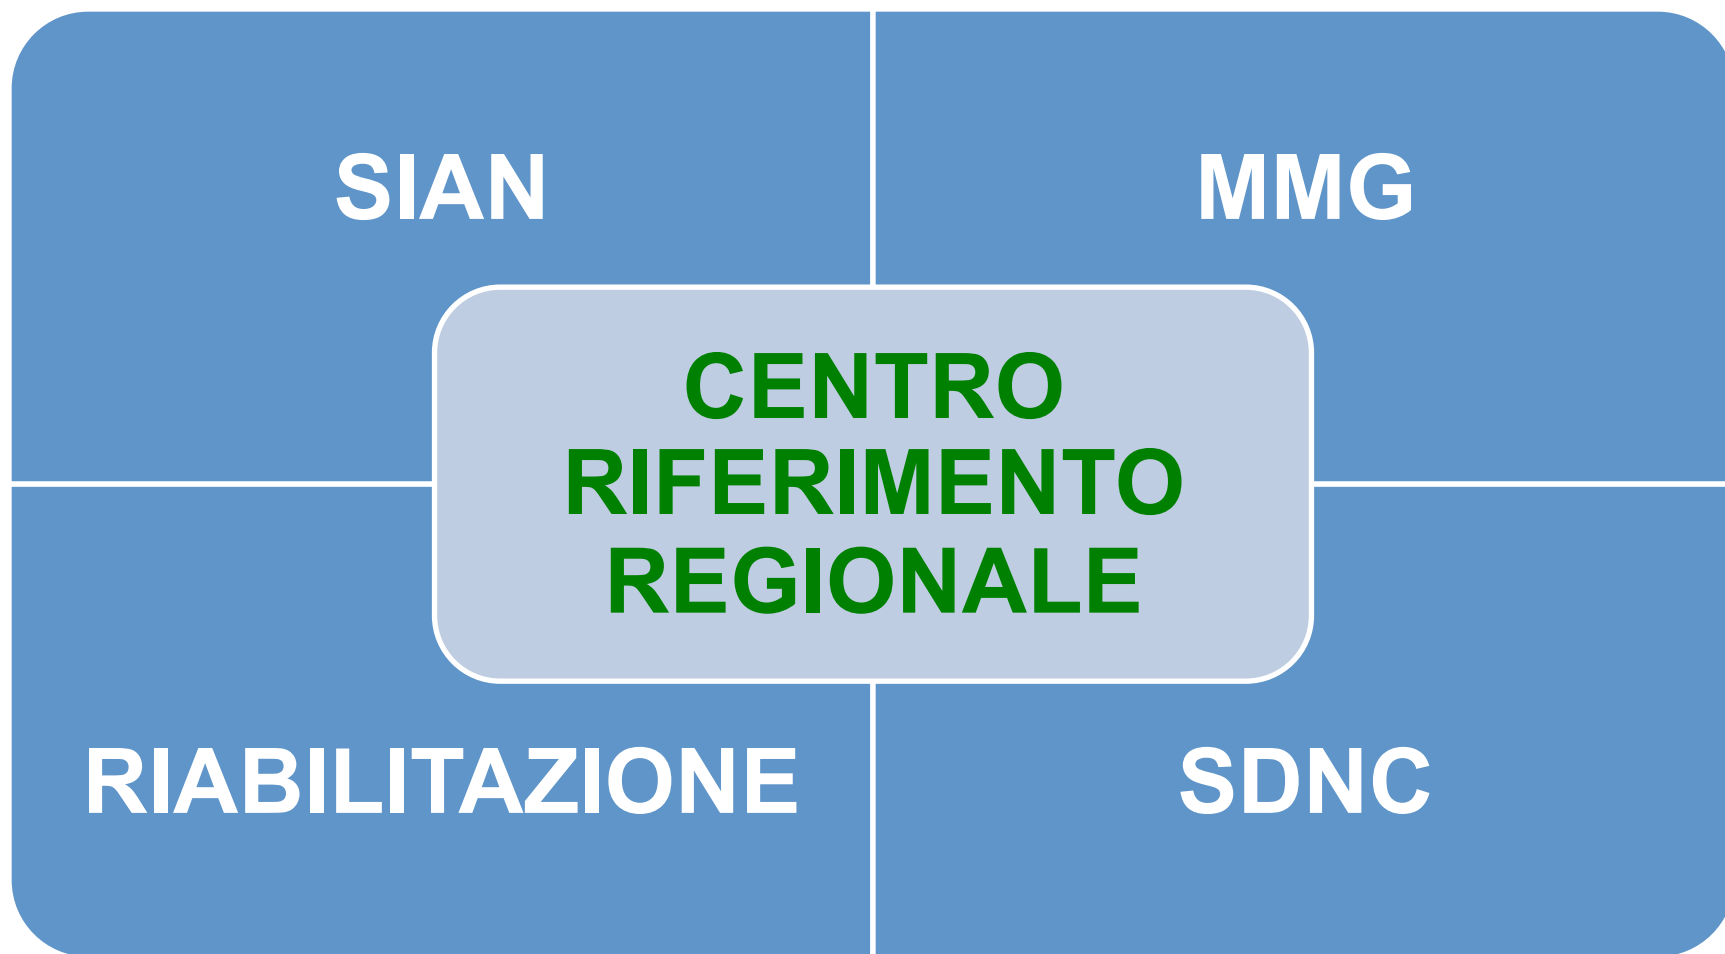 SIAN
MMG
CENTRO
RIFERIMENTO
REGIONALE
RIABILITAZIONE
SDNC